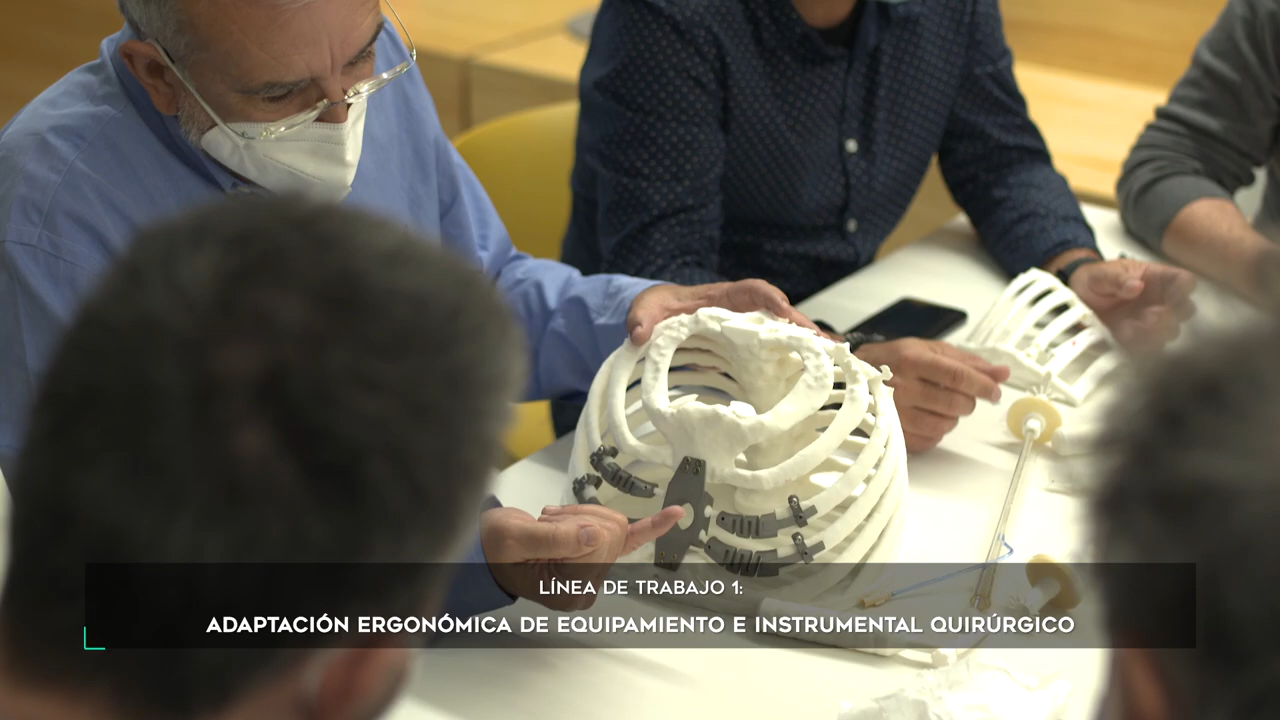 LÍNEA DE TRABAJO 1:
ADAPTACIÓN ERGONÓMICA DE EQUIPAMIENTO E INSTRUMENTAL QUIRÚRGICO